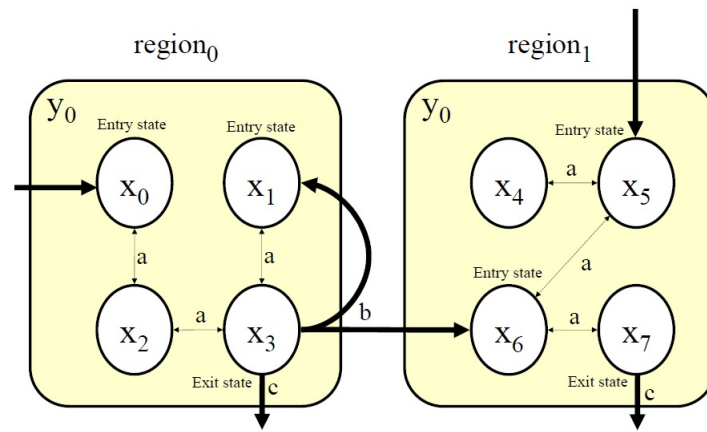 region₀
region₁
y₀
y₀
Entry state
Entry state
Entry state
x₀
x₁
x₄
a
x₅
a
a
a
Entry state
x₂
a
x₃
b
x₆
a
x₇
Exit state
c
Exit state
c